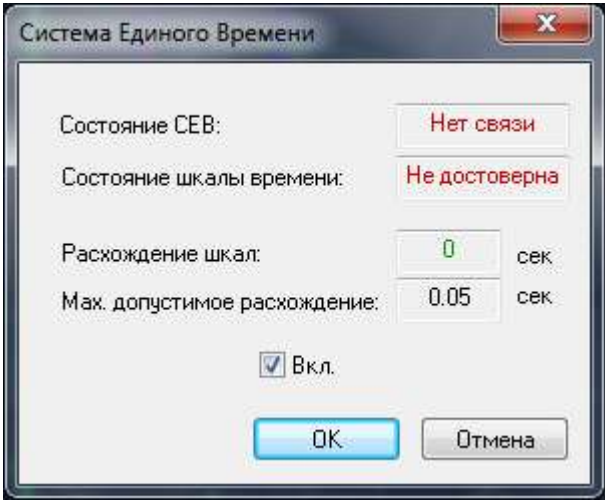 Система Единого Времени
Состояние СЕВ: Нет связи
Состояние шкалы времени: Не достоверна
Расхождение шкал: 0 сек
Мах. допустимое расхождение: 0.05 сек
Вкл.
OK Отмена